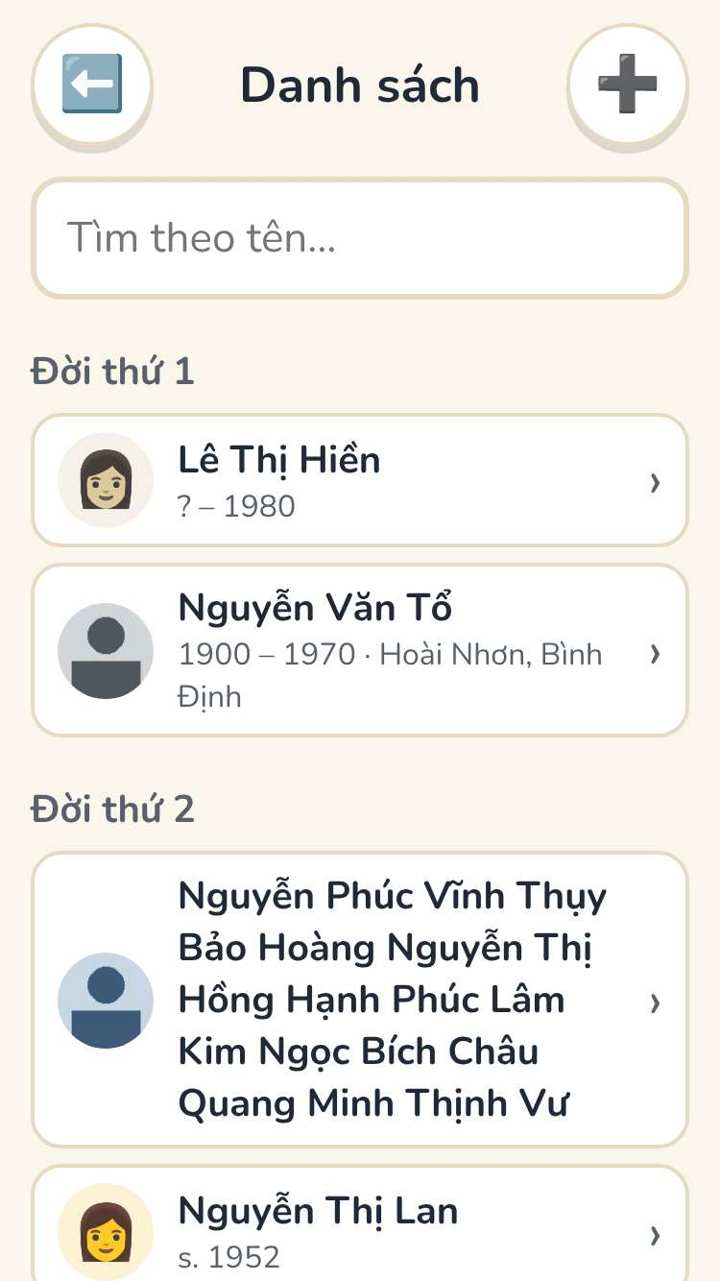 Danh sách
Tìm theo tên...
Đời thứ 1
Lê Thị Hiền
? – 1980
Nguyễn Văn Tổ
1900 – 1970 · Hoài Nhơn, Bình
Định
Đời thứ 2
Nguyễn Phúc Vĩnh Thụy
Bảo Hoàng Nguyễn Thị
Hồng Hạnh Phúc Lâm
Kim Ngọc Bích Châu
Quang Minh Thịnh Vư
Nguyễn Thị Lan
s. 1952